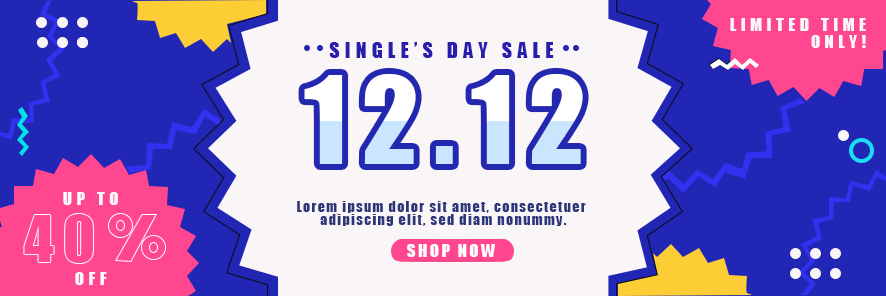 SINGLE'S DAY SALE
12.12
Lorem ipsum dolor sit amet, consectetuer
adipiscing elit, sed diam nonummy.
SHOP NOW
LIMITED TIME
ONLY!
UP TO
40%
OFF